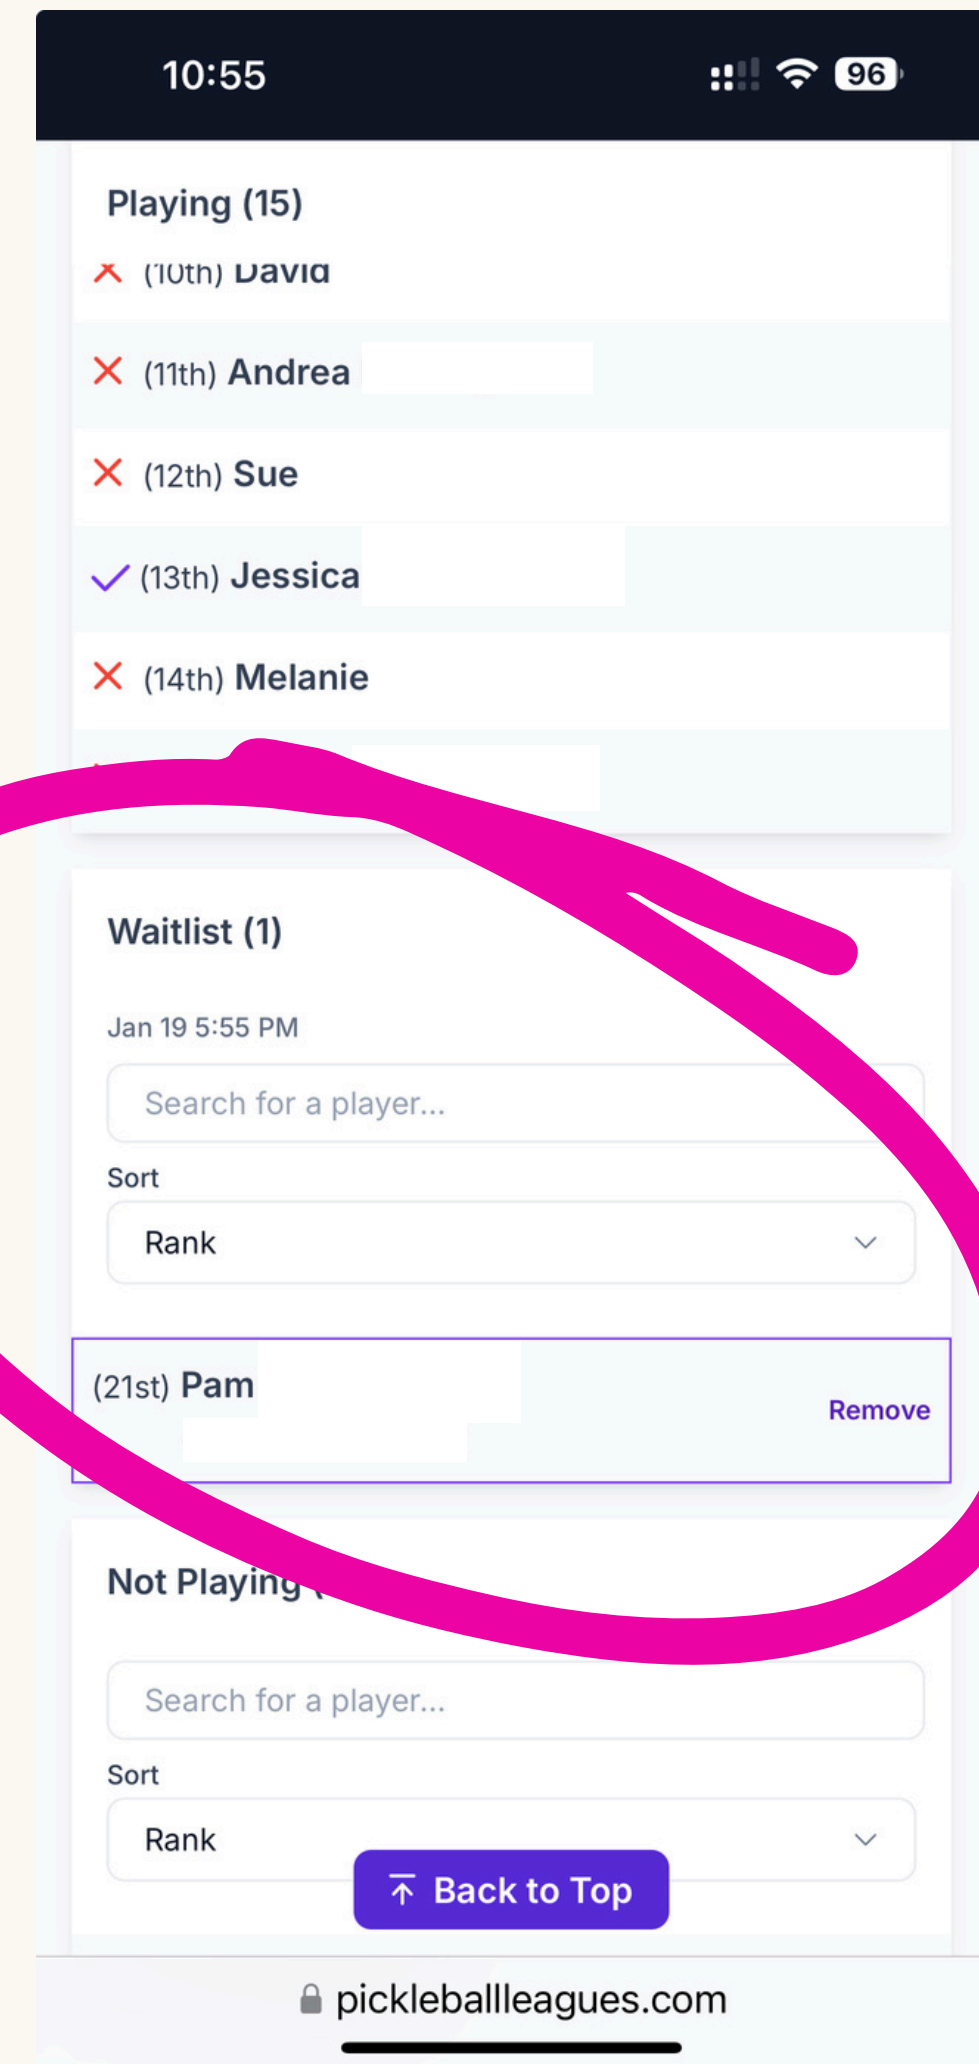 10:55
96
Playing (15)
(10th) David
(11th) Andrea
(12th) Sue
(13th) Jessica
(14th) Melanie
Waitlist (1)
Jan 19 5:55 PM
Search for a player...
Sort
Rank
(21st) Pam
Remove
Not Playing (
Search for a player...
Sort
Rank
Back to Top
pickleballleagues.com